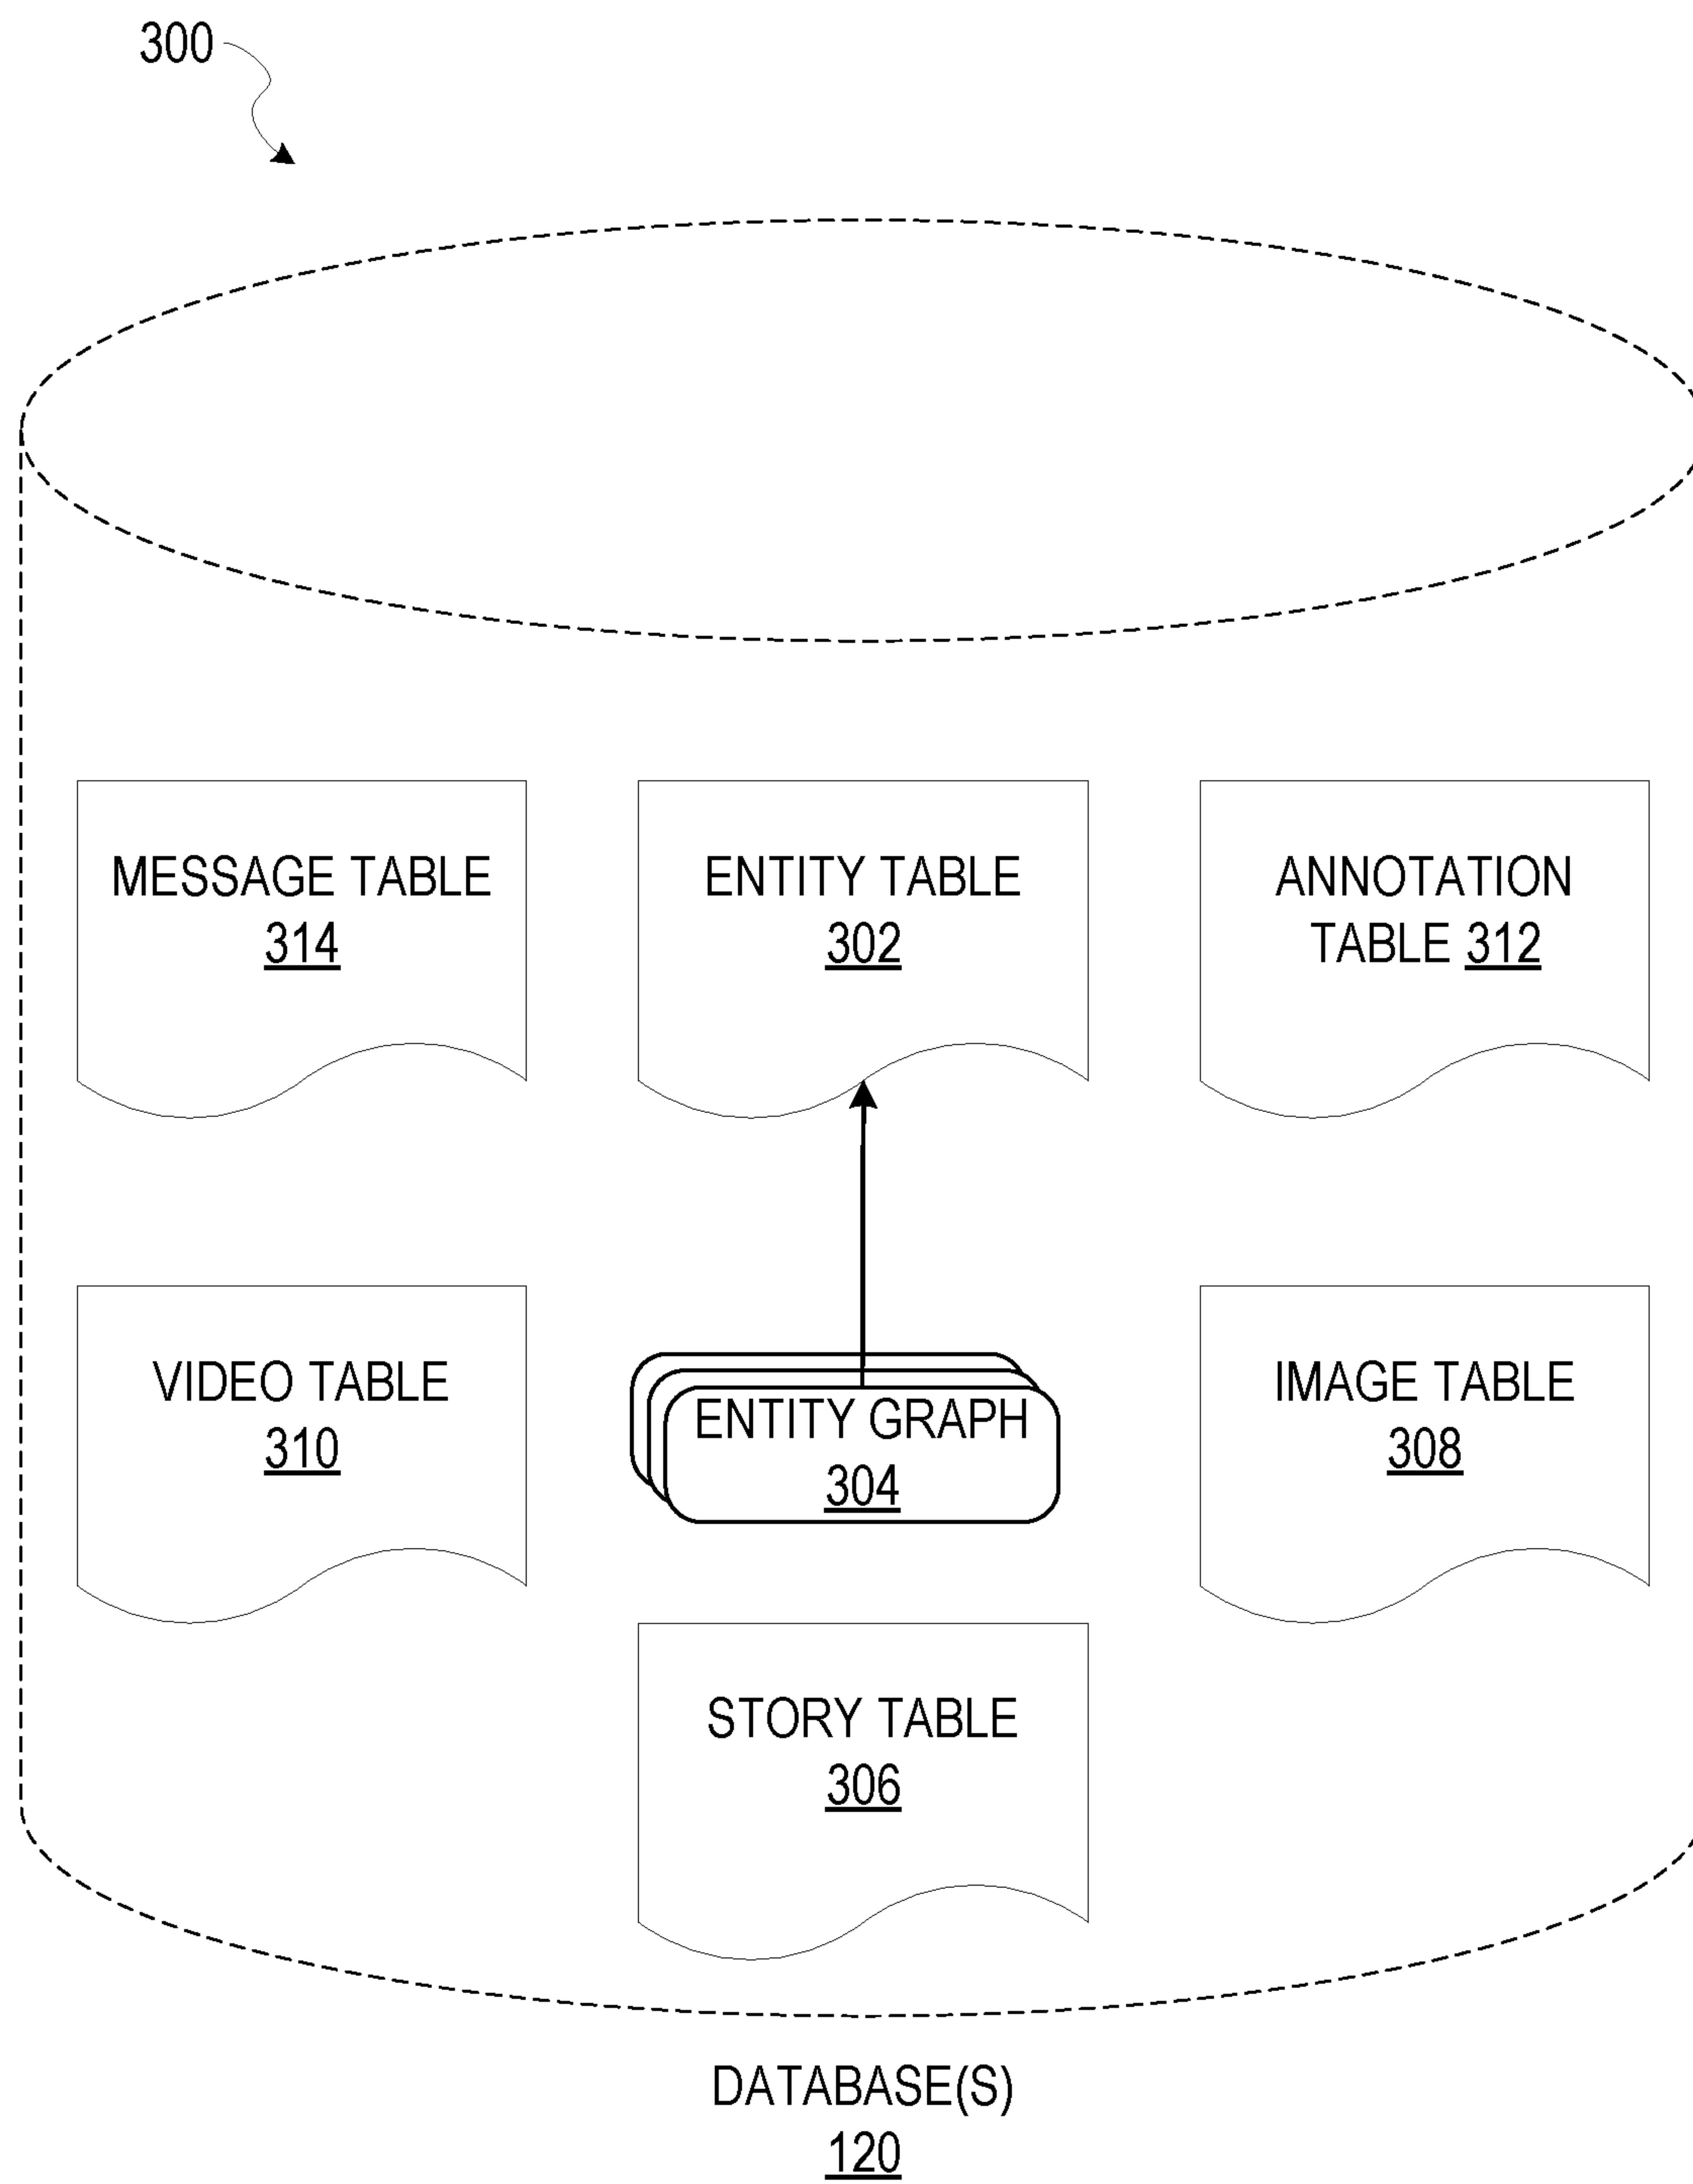 300
MESSAGE TABLE
314
ENTITY TABLE
302
ANNOTATION
TABLE 312
VIDEO TABLE
310
ENTITY GRAPH
304
IMAGE TABLE
308
STORY TABLE
306
DATABASE(S)
120